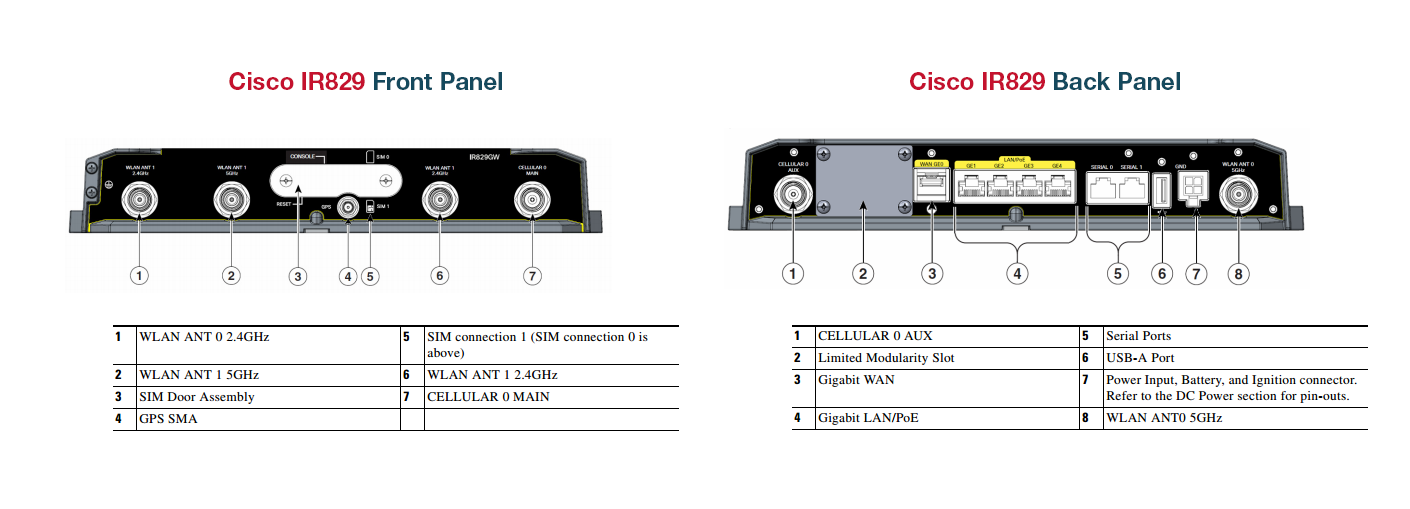 Cisco IR829 Front Panel
WLAN ANT 1
2.4GHz
WLAN ANT 1
5GHz
CONSOLE
SIM 0
WLAN ANT 1
2.4GHz
IR829GW
CELLULAR 0
MAIN
RESET
GPS
SIM 1
1
2
3
4
5
6
7
1 WLAN ANT 0 2.4GHz 5 SIM connection 1 (SIM connection 0 is
above)
2 WLAN ANT 1 5GHz 6 WLAN ANT 1 2.4GHz
3 SIM Door Assembly 7 CELLULAR 0 MAIN
4 GPS SMA
Cisco IR829 Back Panel
CELLULAR 0
AUX
WAN GE0
LAN/PoE
GE1 GE2 GE3 GE4
SERIAL 0 SERIAL 1
GND
WLAN ANT 0
5GHz
1
2
3
4
5
6
7
8
1 CELLULAR 0 AUX 5 Serial Ports
2 Limited Modularity Slot 6 USB-A Port
3 Gigabit WAN 7 Power Input, Battery, and Ignition connector.
Refer to the DC Power section for pin-outs.
4 Gigabit LAN/PoE 8 WLAN ANT0 5GHz